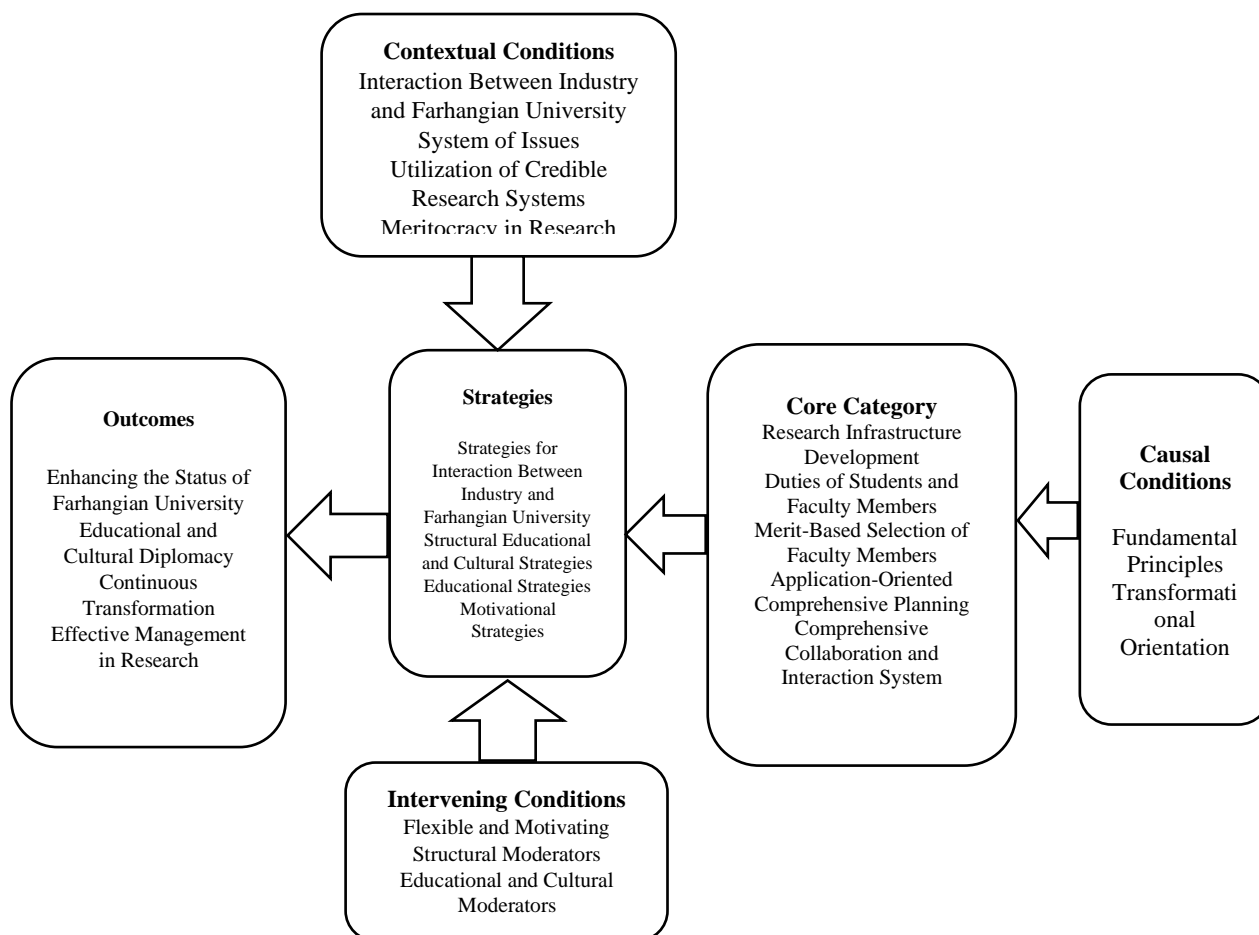 Contextual Conditions
Interaction Between Industry
and Farhangian University
System of Issues
Utilization of Credible
Research Systems
Meritocracy in Research
Outcomes
Enhancing the Status of
Farhangian University
Educational and
Cultural Diplomacy
Continuous
Transformation
Effective Management
in Research
Strategies
Strategies for
Interaction Between
Industry and
Farhangian University
Structural Educational
and Cultural Strategies
Educational Strategies
Motivational
Strategies
Core Category
Research Infrastructure
Development
Duties of Students and
Faculty Members
Merit-Based Selection of
Faculty Members
Application-Oriented
Comprehensive Planning
Comprehensive
Collaboration and
Interaction System
Causal
Conditions
Fundamental
Principles
Transformati
onal
Orientation
Intervening Conditions
Flexible and Motivating
Structural Moderators
Educational and Cultural
Moderators